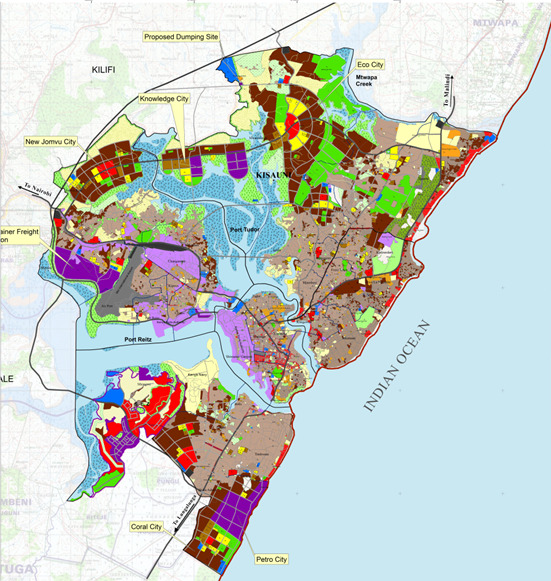 MTWAPA
Proposed Dumping Site
KILIFI
Eco City
Mtwapa
Creek
Knowledge City
To Malindi
New Jomvu City
KISAUNI
To Nairobi
ainer Freight
on
Port Tudor
Port Reitz
INDIAN OCEAN
ALE
MBENI
To Lungalunga
Coral City
Petro City
TUGA